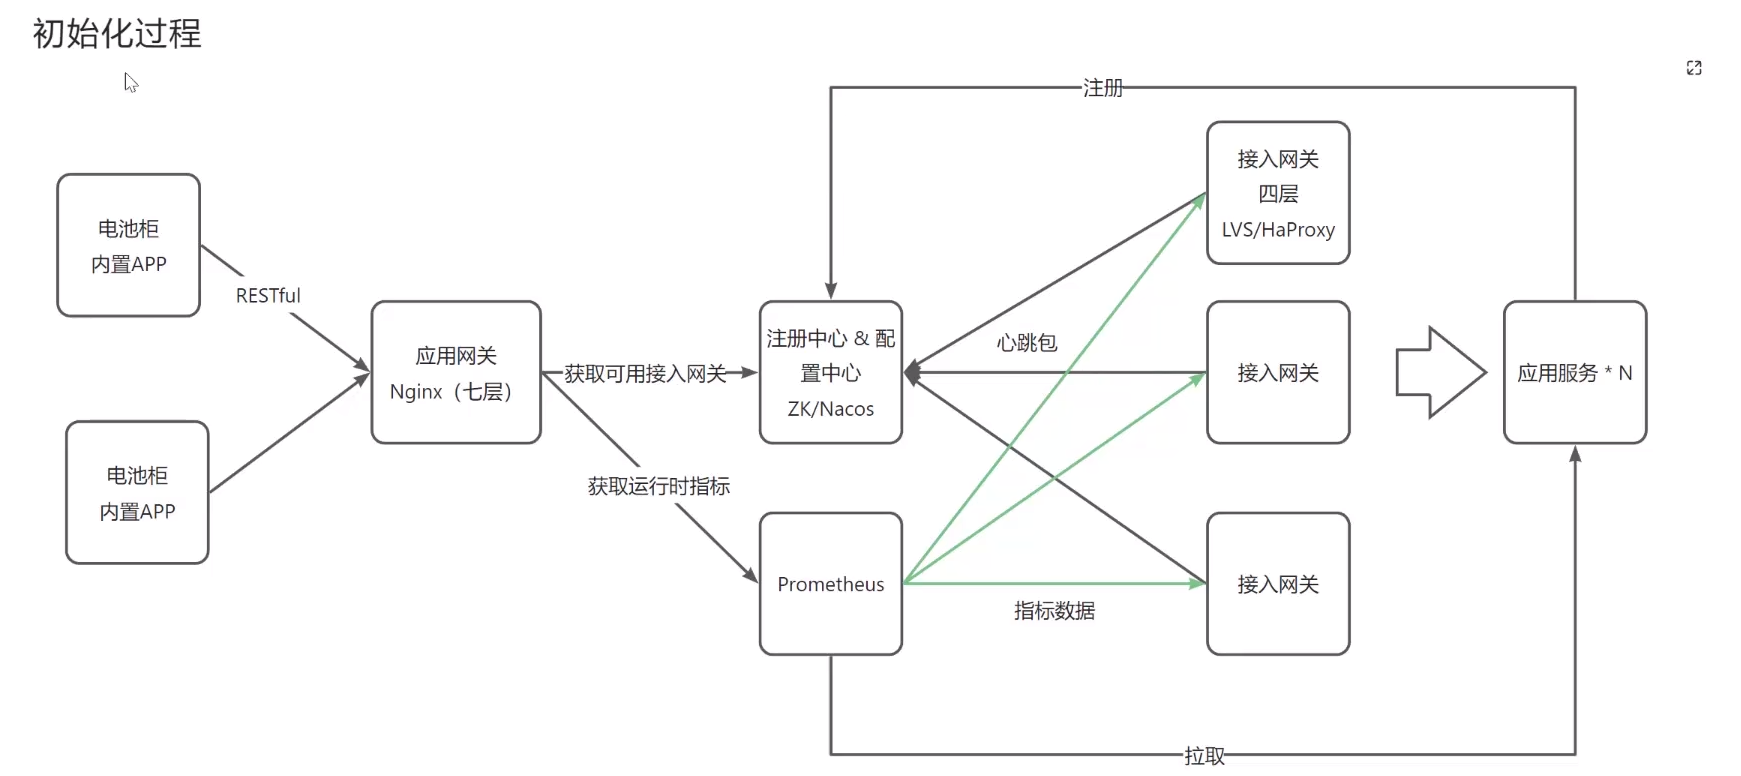 初始化过程
注册
接入网关
四层
LVS/HaProxy
电池柜
内置APP
RESTful
应用网关
Nginx（七层）
获取可用接入网关
注册中心 & 配
置中心
ZK/Nacos
心跳包
接入网关
应用服务 * N
电池柜
内置APP
获取运行时指标
Prometheus
指标数据
接入网关
拉取